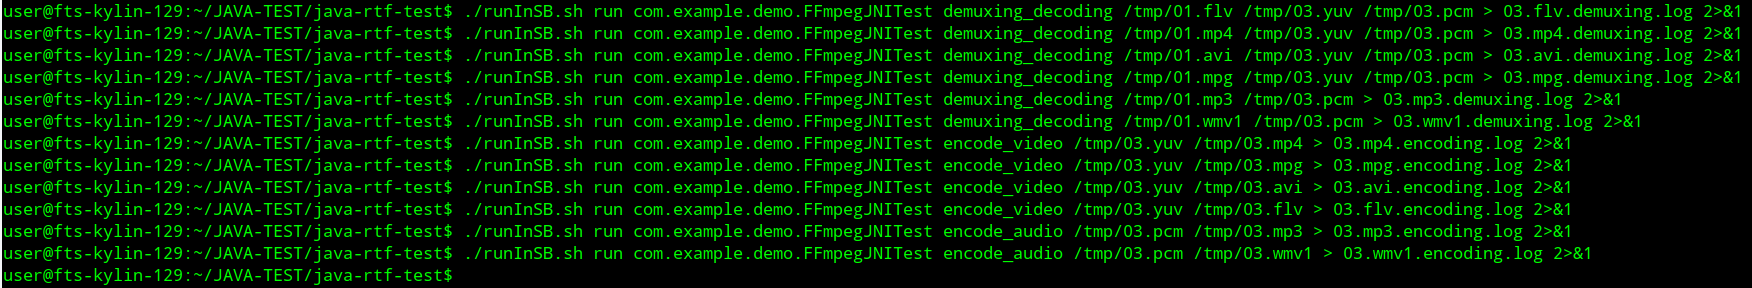 user@fts-kylin-129:~/JAVA-TEST/java-rtf-test$ ./runInSB.sh run com.example.demo.FFmpegJNITest demuxing_decoding /tmp/01.flv /tmp/03.yuv /tmp/03.pcm > 03.flv.demuxing.log 2>&1
user@fts-kylin-129:~/JAVA-TEST/java-rtf-test$ ./runInSB.sh run com.example.demo.FFmpegJNITest demuxing_decoding /tmp/01.mp4 /tmp/03.yuv /tmp/03.pcm > 03.mp4.demuxing.log 2>&1
user@fts-kylin-129:~/JAVA-TEST/java-rtf-test$ ./runInSB.sh run com.example.demo.FFmpegJNITest demuxing_decoding /tmp/01.avi /tmp/03.yuv /tmp/03.pcm > 03.avi.demuxing.log 2>&1
user@fts-kylin-129:~/JAVA-TEST/java-rtf-test$ ./runInSB.sh run com.example.demo.FFmpegJNITest demuxing_decoding /tmp/01.mpg /tmp/03.yuv /tmp/03.pcm > 03.mpg.demuxing.log 2>&1
user@fts-kylin-129:~/JAVA-TEST/java-rtf-test$ ./runInSB.sh run com.example.demo.FFmpegJNITest demuxing_decoding /tmp/01.mp3 /tmp/03.pcm > 03.mp3.demuxing.log 2>&1
user@fts-kylin-129:~/JAVA-TEST/java-rtf-test$ ./runInSB.sh run com.example.demo.FFmpegJNITest demuxing_decoding /tmp/01.wmv1 /tmp/03.pcm > 03.wmv1.demuxing.log 2>&1
user@fts-kylin-129:~/JAVA-TEST/java-rtf-test$ ./runInSB.sh run com.example.demo.FFmpegJNITest encode_video /tmp/03.yuv /tmp/03.mp4 > 03.mp4.encoding.log 2>&1
user@fts-kylin-129:~/JAVA-TEST/java-rtf-test$ ./runInSB.sh run com.example.demo.FFmpegJNITest encode_video /tmp/03.yuv /tmp/03.mpg > 03.mpg.encoding.log 2>&1
user@fts-kylin-129:~/JAVA-TEST/java-rtf-test$ ./runInSB.sh run com.example.demo.FFmpegJNITest encode_video /tmp/03.yuv /tmp/03.avi > 03.avi.encoding.log 2>&1
user@fts-kylin-129:~/JAVA-TEST/java-rtf-test$ ./runInSB.sh run com.example.demo.FFmpegJNITest encode_video /tmp/03.yuv /tmp/03.flv > 03.flv.encoding.log 2>&1
user@fts-kylin-129:~/JAVA-TEST/java-rtf-test$ ./runInSB.sh run com.example.demo.FFmpegJNITest encode_audio /tmp/03.pcm /tmp/03.mp3 > 03.mp3.encoding.log 2>&1
user@fts-kylin-129:~/JAVA-TEST/java-rtf-test$ ./runInSB.sh run com.example.demo.FFmpegJNITest encode_audio /tmp/03.pcm /tmp/03.wmv1 > 03.wmv1.encoding.log 2>&1
user@fts-kylin-129:~/JAVA-TEST/java-rtf-test$